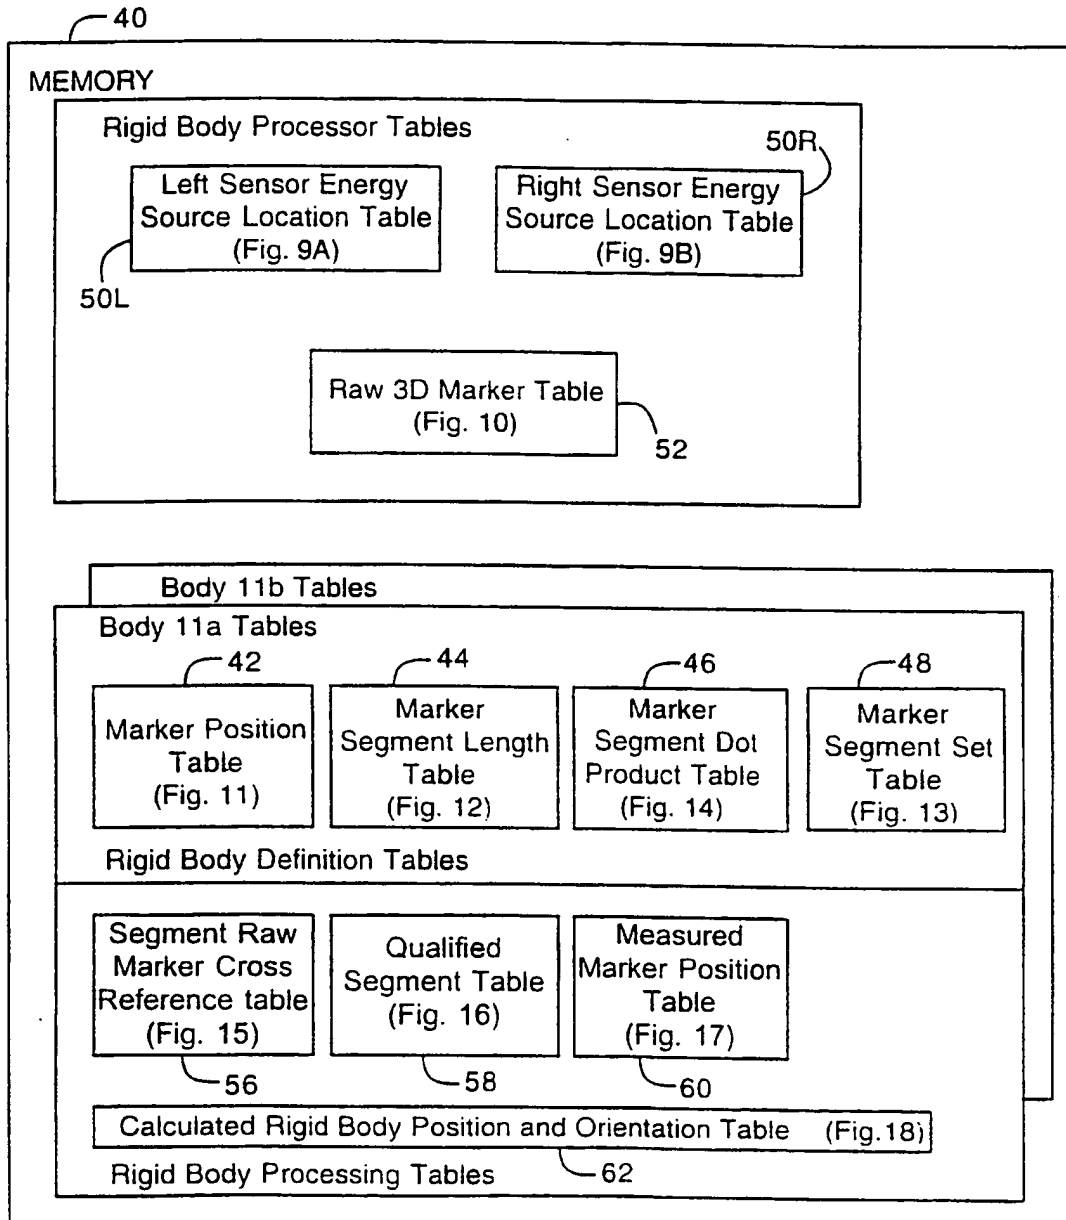 40
MEMORY
Rigid Body Processor Tables
50R
Left Sensor Energy
Source Location Table
(Fig. 9A)
Right Sensor Energy
Source Location Table
(Fig. 9B)
50L
Raw 3D Marker Table
(Fig. 10)
52
Body 11b Tables
Body 11a Tables
42
44
46
48
Marker Position
Table
(Fig. 11)
Marker
Segment Length
Table
(Fig. 12)
Marker
Segment Dot
Product Table
(Fig. 14)
Marker
Segment Set
Table
(Fig. 13)
Rigid Body Definition Tables
Segment Raw
Marker Cross
Reference table
(Fig. 15)
Qualified
Segment Table
(Fig. 16)
Measured
Marker Position
Table
(Fig. 17)
56
58
60
Calculated Rigid Body Position and Orientation Table (Fig.18)
Rigid Body Processing Tables
62